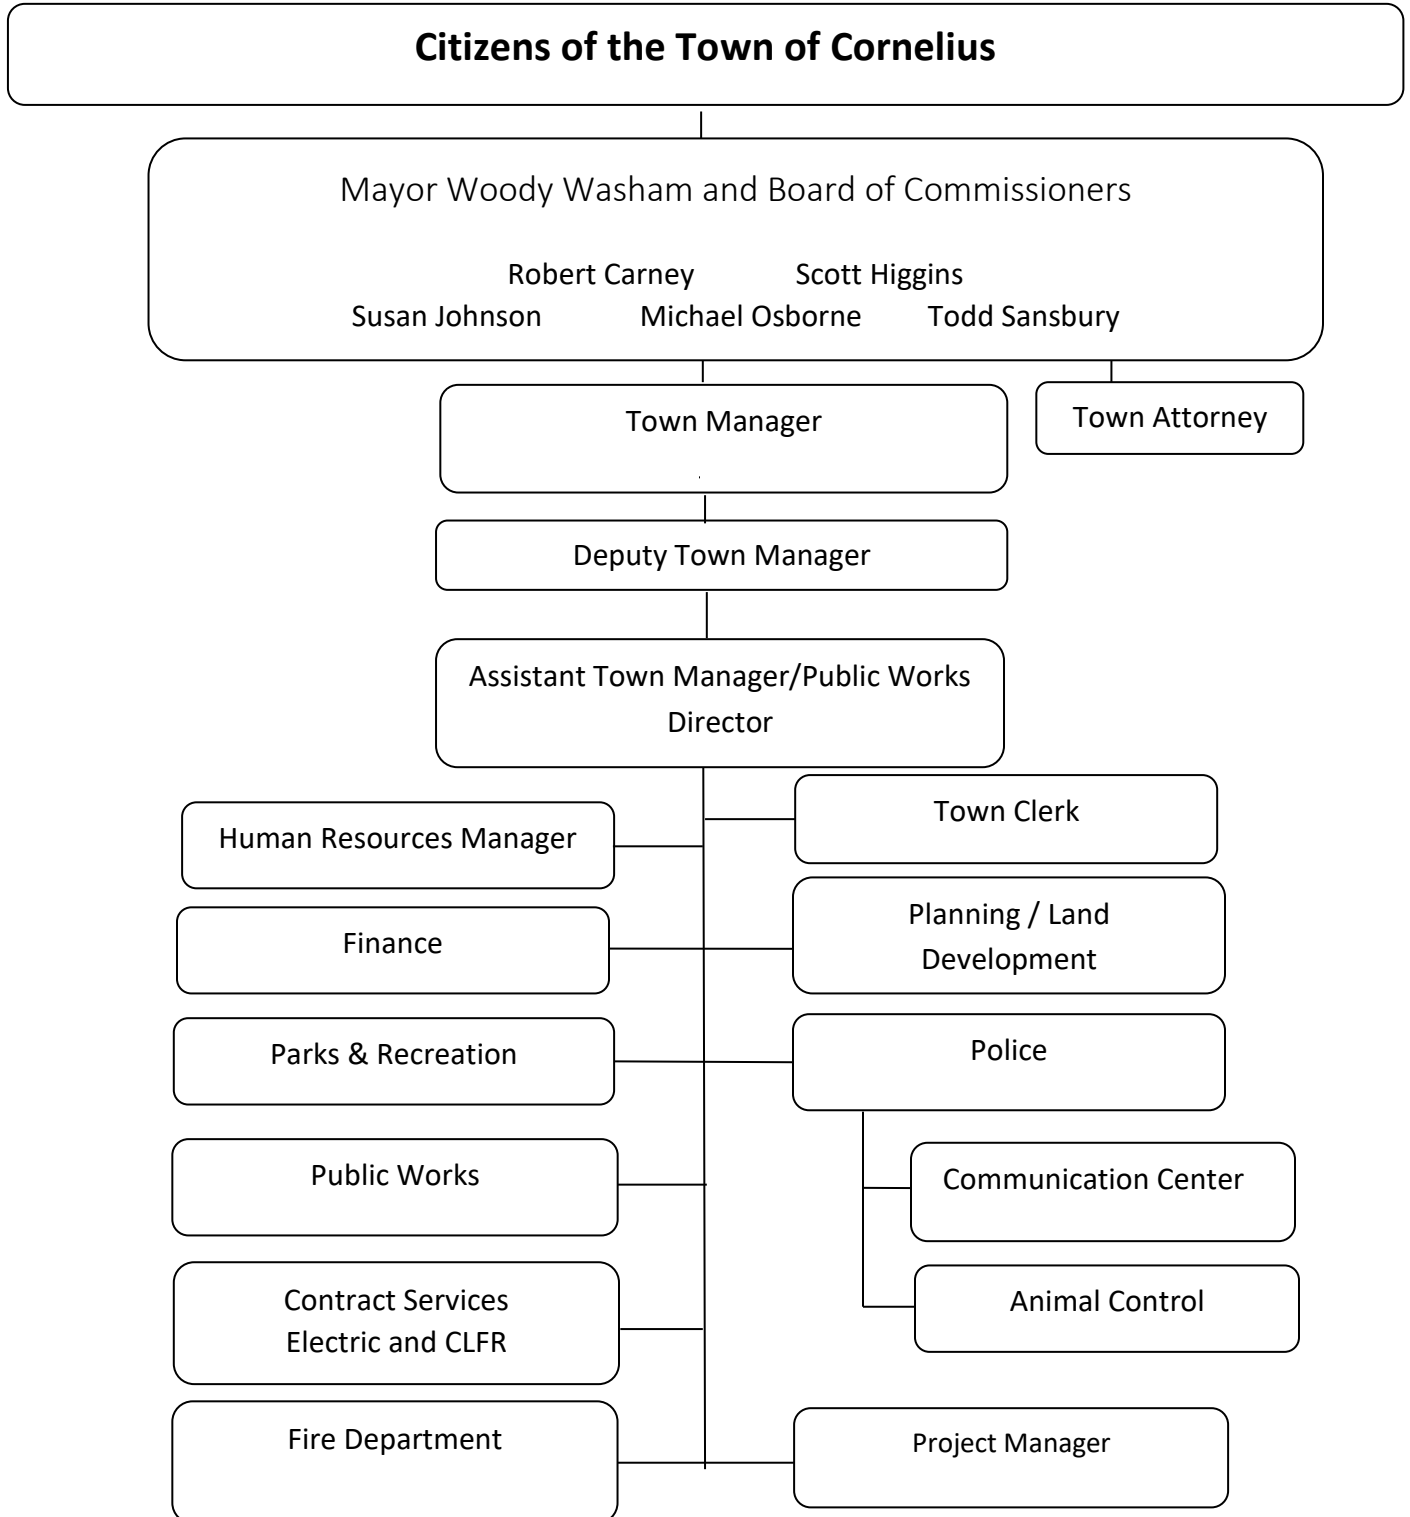 Citizens of the Town of Cornelius
Mayor Woody Washam and Board of Commissioners
Robert Carney Scott Higgins
Susan Johnson Michael Osborne Todd Sansbury
Town Manager
.
Town Attorney
Deputy Town Manager
Assistant Town Manager/Public Works
Director
Town Clerk
Human Resources Manager
Planning / Land
Development
Finance
Police
Parks & Recreation
Public Works
Communication Center
Contract Services
Electric and CLFR
Animal Control
Fire Department
Project Manager